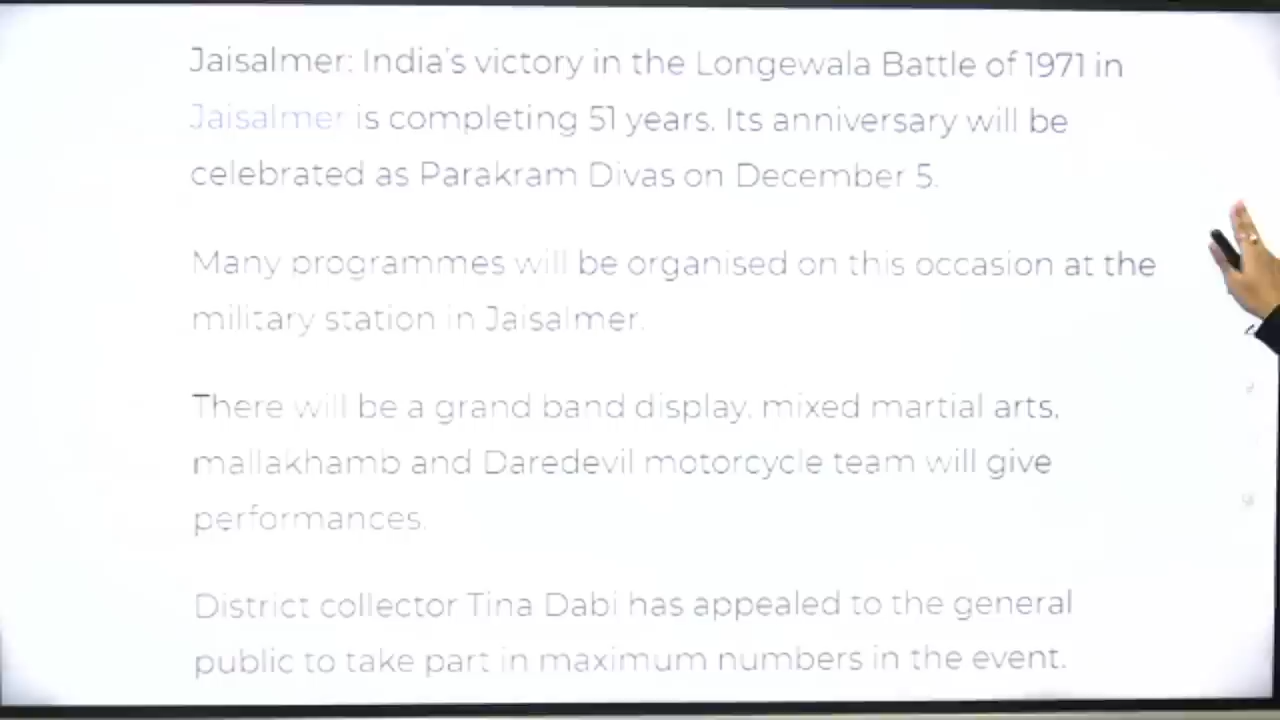 Jaisalmer: India's victory in the Longewala Battle of 1971 in
Jaisalmer is completing 51 years. Its anniversary will be
celebrated as Parakram Divas on December 5.
Many programmes will be organised on this occasion at the
military station in Jaisalmer.
There will be a grand band display, mixed martial arts,
mallakhamb and Daredevil motorcycle team will give
performances.
District collector Tina Dabi has appealed to the general
public to take part in maximum numbers in the event.